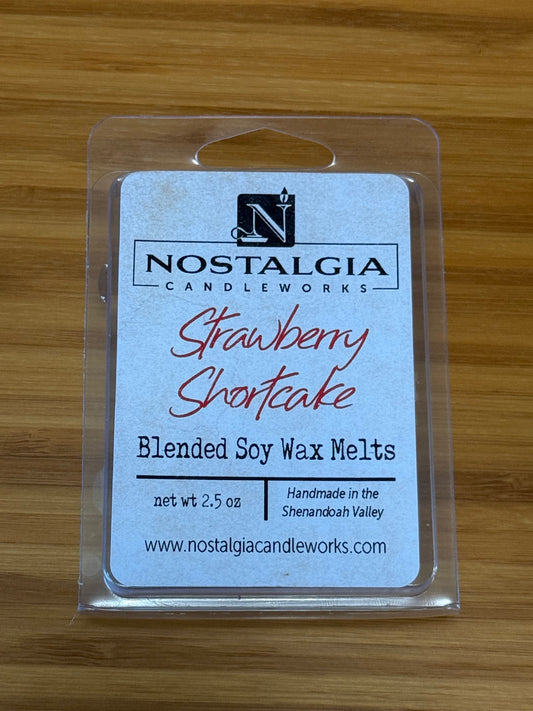 N
NOSTALGIA
CANDLEWORKS
Strawberry
Shortcake
Blended Soy Wax Melts
net wt 2.5 oz
Handmade in the
Shenandoah Valley
www.nostalgiacandleworks.com